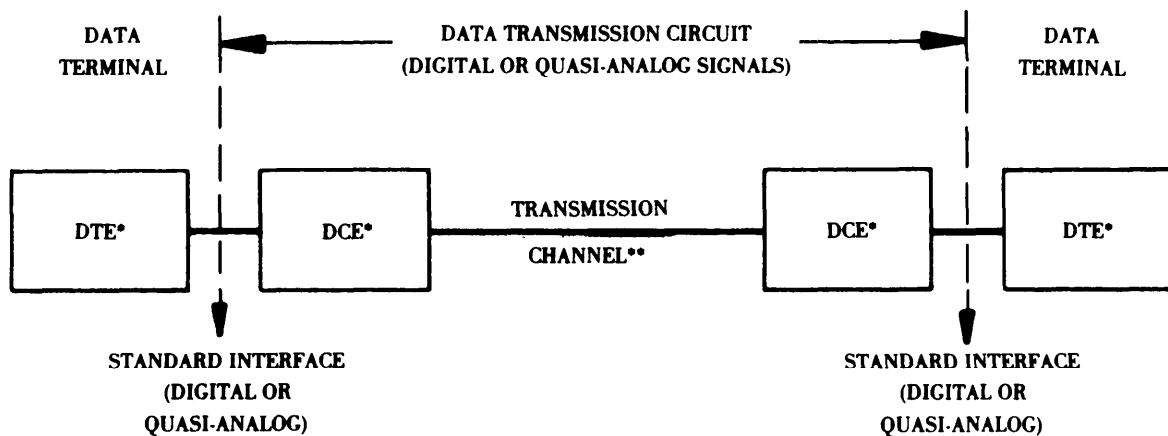 DATA
TERMINAL
DATA TRANSMISSION CIRCUIT
(DIGITAL OR QUASI-ANALOG SIGNALS)
DATA
TERMINAL
DTE*
DCE*
TRANSMISSION
CHANNEL**
DCE*
DTE*
STANDARD INTERFACE
(DIGITAL OR
QUASI-ANALOG)
STANDARD INTERFACE
(DIGITAL OR
QUASI-ANALOG)